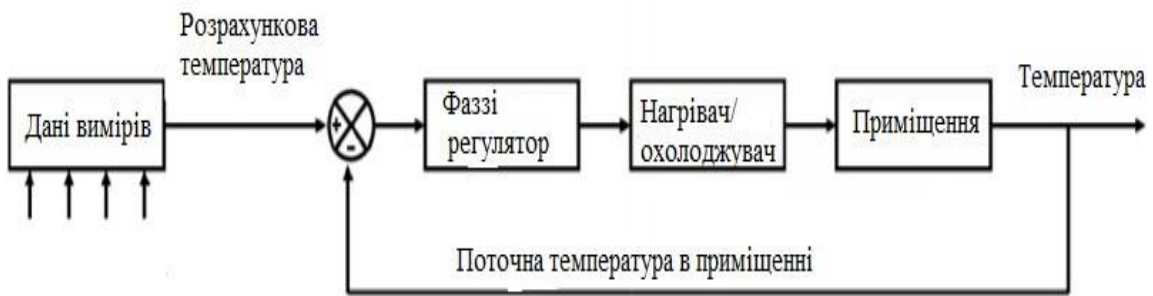 Розрахункова
температура
Дані вимірів
+
-
Фаззі
регулятор
Нагрівач/
охолоджувач
Приміщення
Температура
Поточна температура в приміщенні